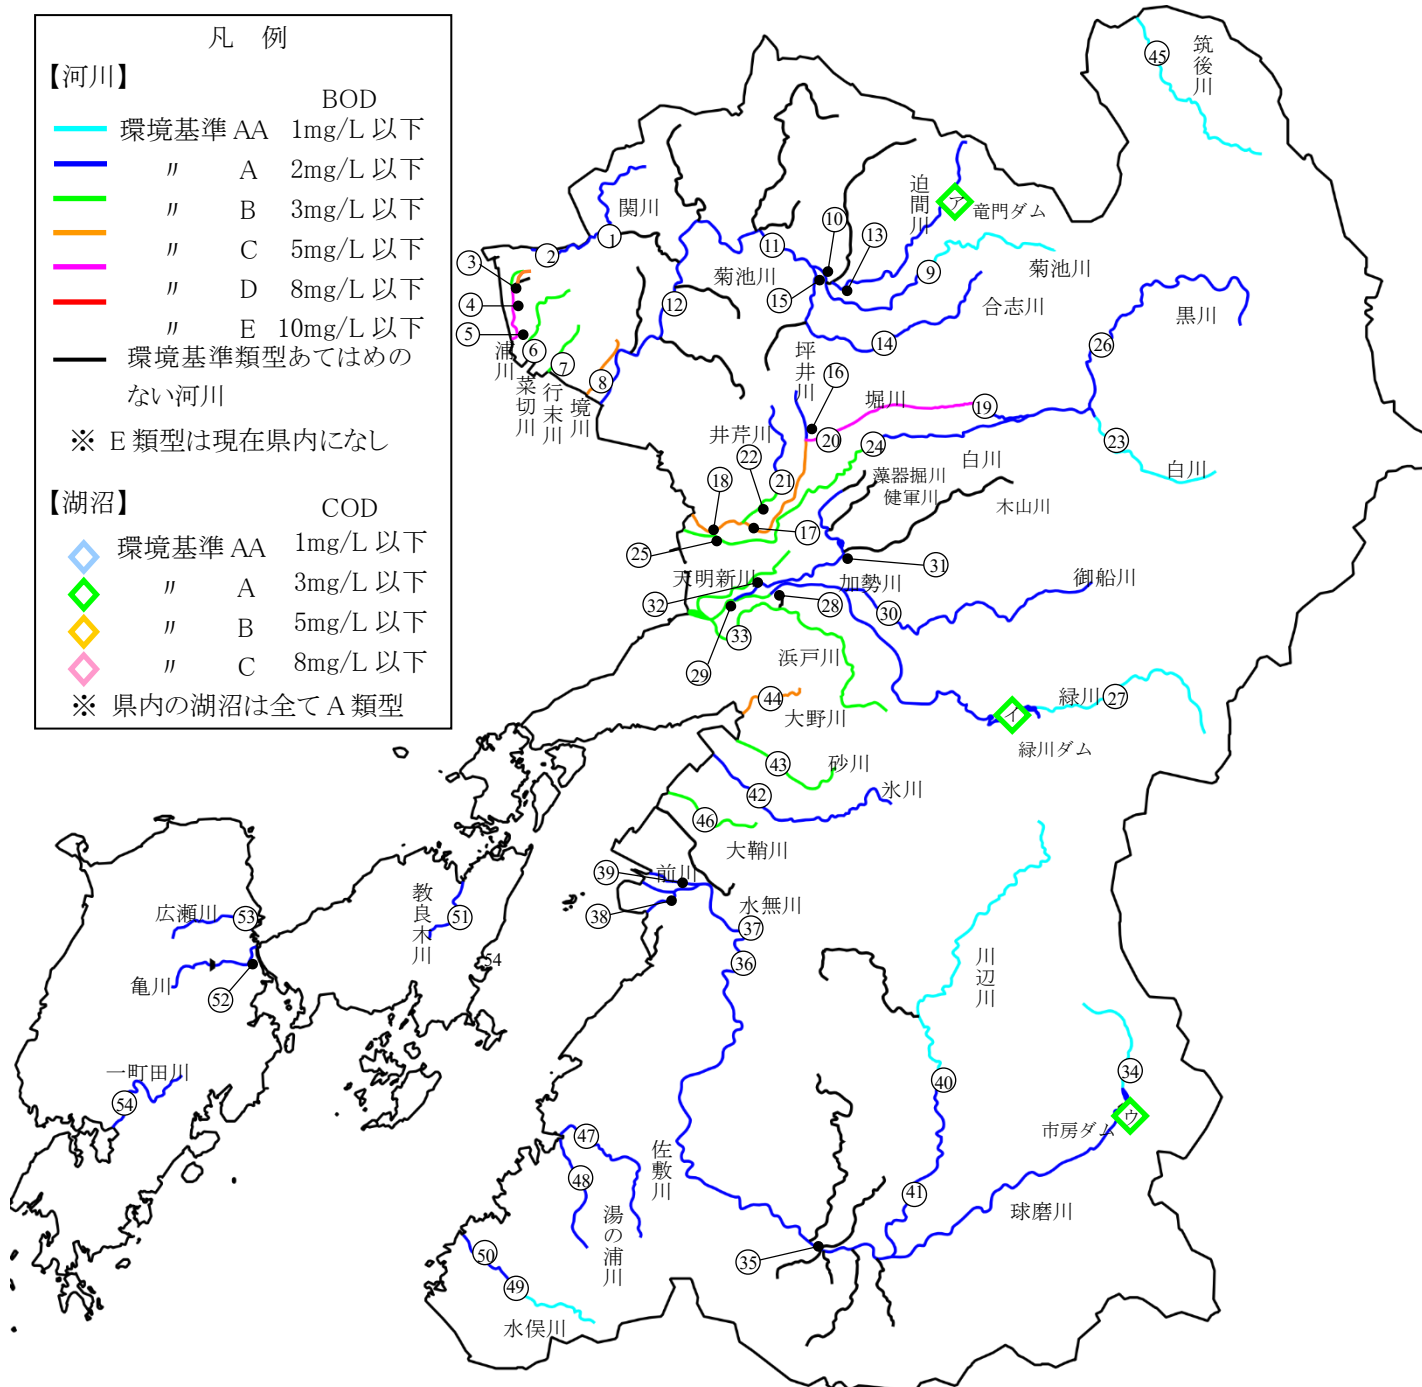 凡 例
【河川】
BOD
環境基準 AA 1mg/L 以下
〃 A 2mg/L 以下
〃 B 3mg/L 以下
〃 C 5mg/L 以下
〃 D 8mg/L 以下
〃 E 10mg/L 以下
環境基準類型あてはめの
ない河川
※ E 類型は現在県内になし
【湖沼】
COD
環境基準 AA 1mg/L 以下
〃 A 3mg/L 以下
〃 B 5mg/L 以下
〃 C 8mg/L 以下
※ 県内の湖沼は全て A 類型
45
筑後川
関川
1
2
3
4
5
6
7
8
浦川
菜切川
行末川
境川
迫間川
ア
竜門ダム
10
13
11
9
菊池川
菊池川
15
12
合志川
14
黒川
26
坪井川
16
堀川
19
20
24
井芹川
22
21
18
17
25
白川
23
白川
藻器堀川
健軍川
木山川
31
天明新川
加勢川
御船川
32
28
30
33
29
浜戸川
44
大野川
緑川
27
イ
緑川ダム
43
砂川
42
氷川
46
大鞘川
39
前川
38
水無川
37
36
教良木川
51
54
広瀬川
53
亀川
52
一町田川
54
川辺川
40
34
ウ
市房ダム
41
球磨川
35
47
48
佐敷川
湯の浦川
50
49
水俣川